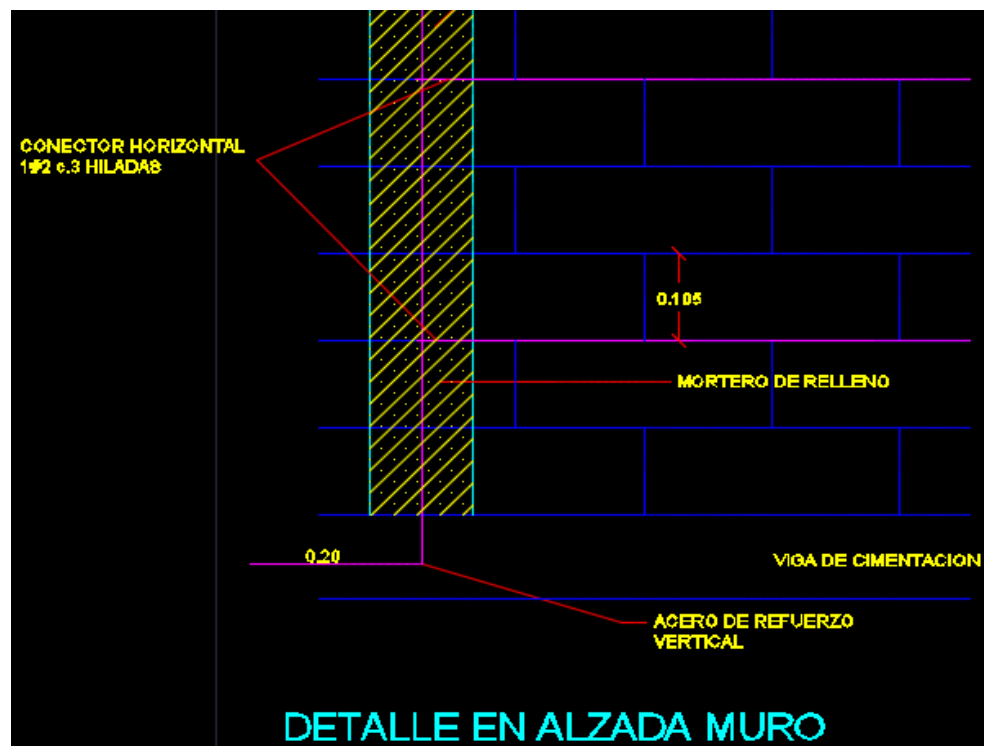 CONECTOR HORIZONTAL
1#2 c.3 HILADAS
0.105
MORTERO DE RELLENO
0.20
VIGA DE CIMENTACION
ACERO DE REFUERZO
VERTICAL
DETALLE EN ALZADA MURO